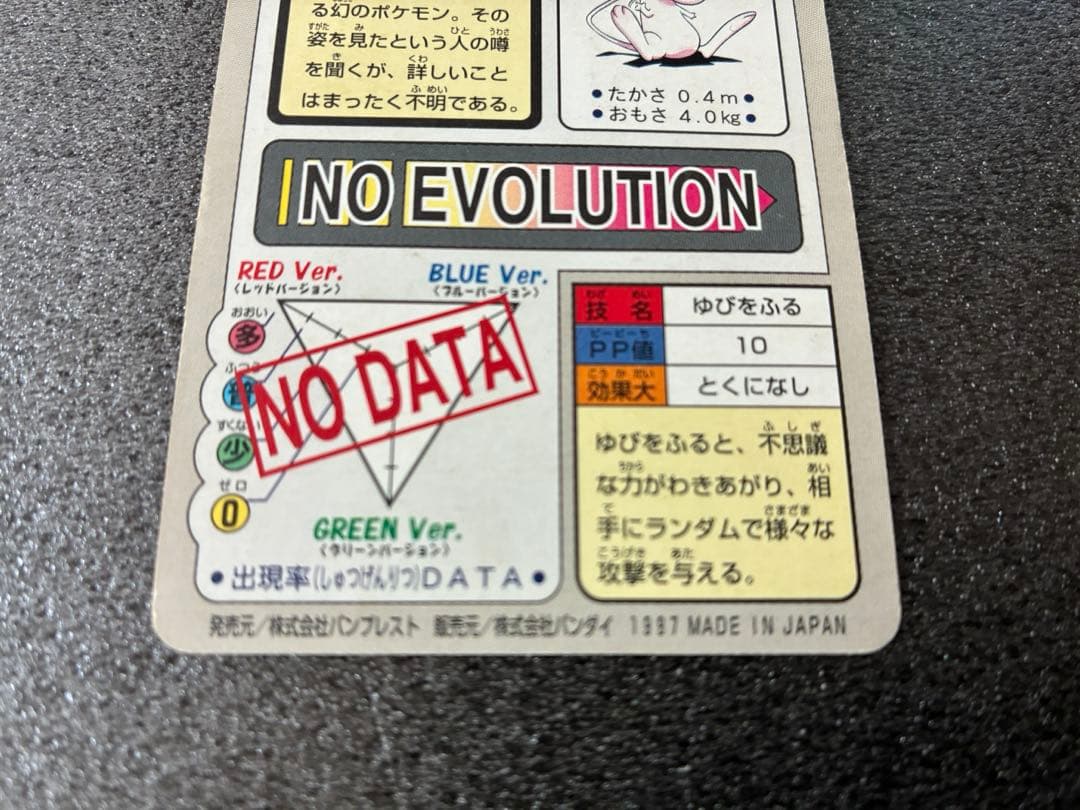 る幻のポケモン。その
姿を見たという人の噂
を聞くが、詳しいこと
はまったく不明である。
•たかさ 0.4m•
•おもさ 4.0kg•
NO EVOLUTION
RED Ver.
(レッドバージョン)
BLUE Ver.
(ブルーバージョン)
おおい
多
ふつう
普
すくない
少
ゼロ
0
NO DATA
GREEN Ver.
(グリーンバージョン)
•出現率(しゅつげんりつ)DATA•
技名 ゆびをふる
PP値 10
効果大 とくになし
ゆびをふると、不思議
な力がわきあがり、相
手にランダムで様々な
攻撃を与える。
発売元/株式会社バンプレスト 販売元/株式会社バンダイ 1997 MADE IN JAPAN